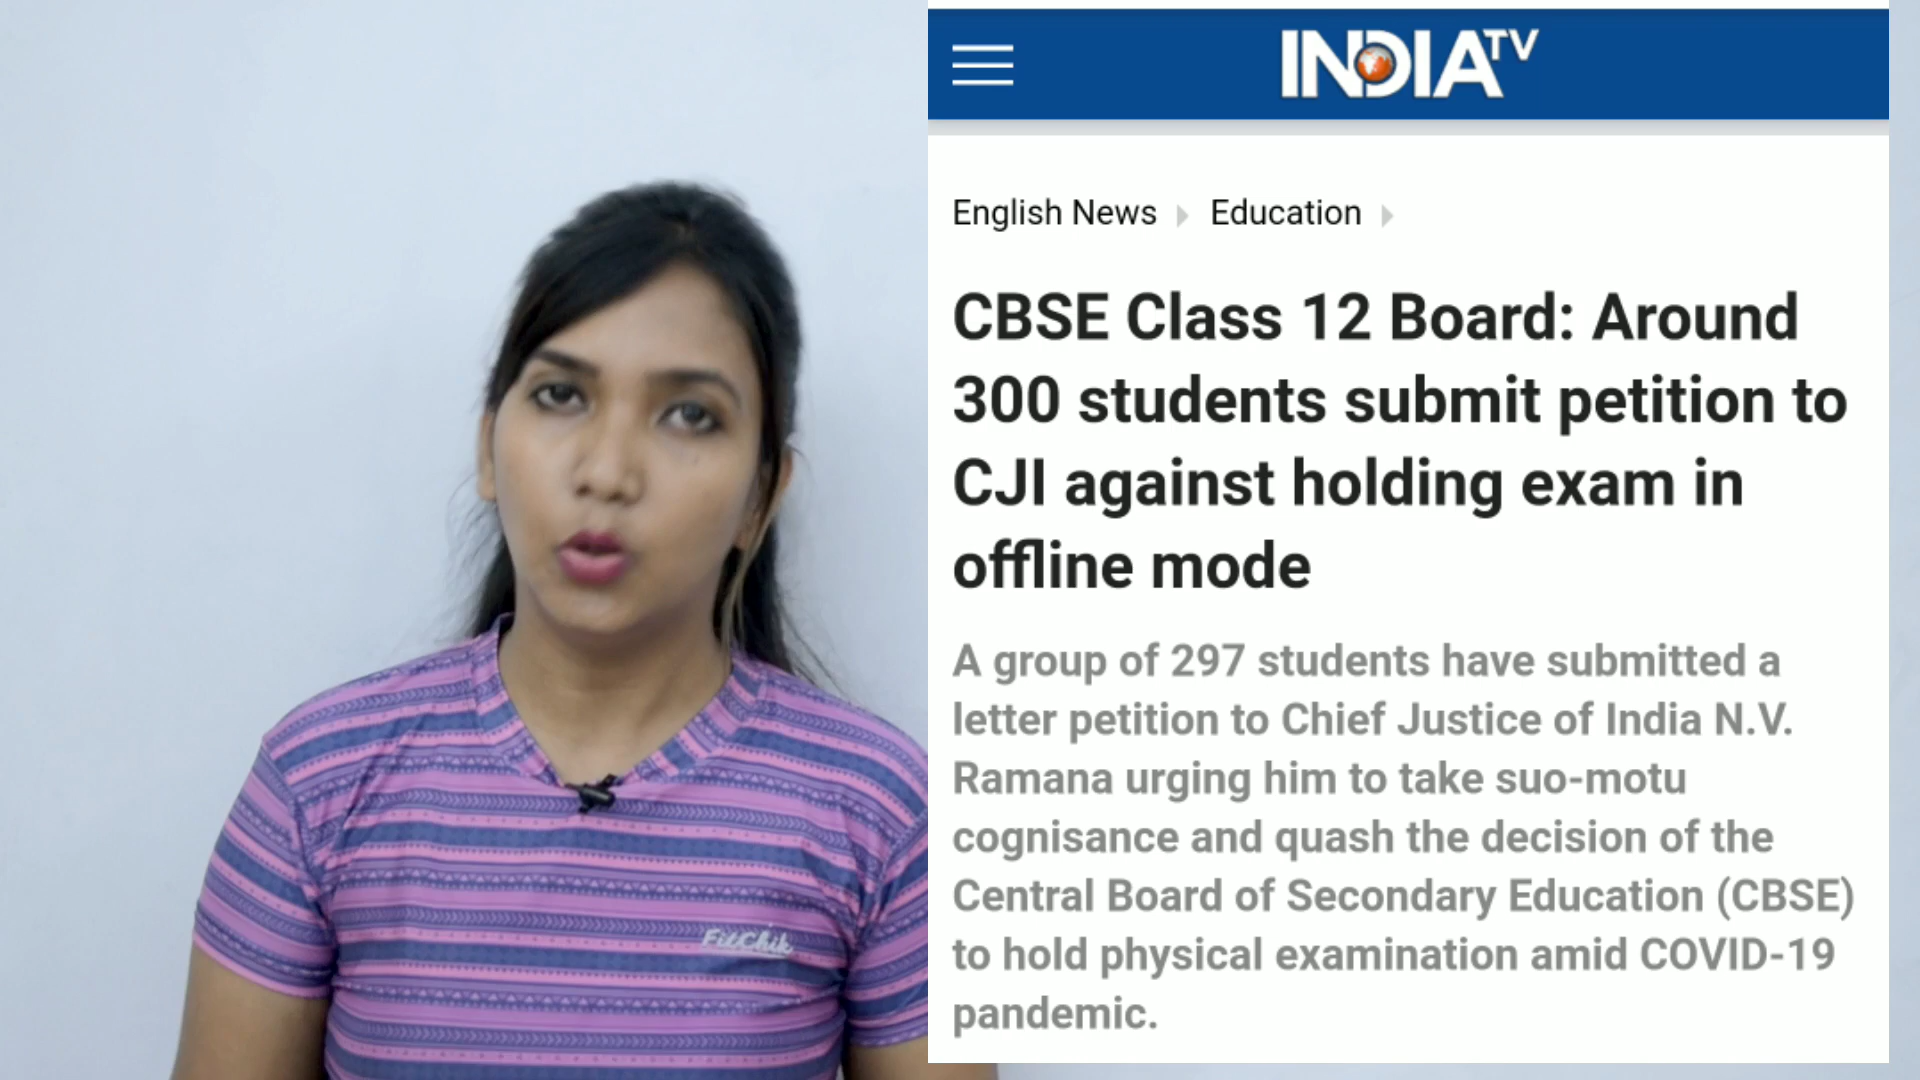 INDIA TV
English News
Education
CBSE Class 12 Board: Around
300 students submit petition to
CJI against holding exam in
offline mode
A group of 297 students have submitted a
letter petition to Chief Justice of India N.V.
Ramana urging him to take suo-motu
cognisance and quash the decision of the
Central Board of Secondary Education (CBSE)
to hold physical examination amid COVID-19
pandemic.
FitChik